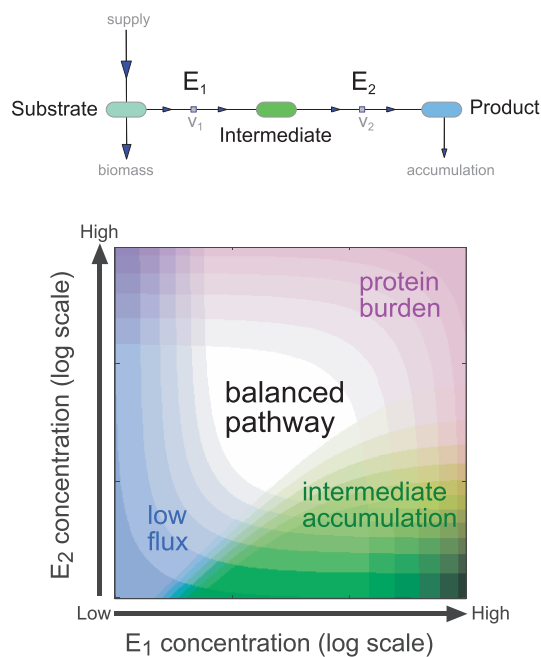 supply
E₁
E₂
Substrate
Product
v₁
v₂
Intermediate
biomass
accumulation
High
protein
burden
balanced
pathway
intermediate
accumulation
low
flux
E₂ concentration (log scale)
Low
High
E₁ concentration (log scale)